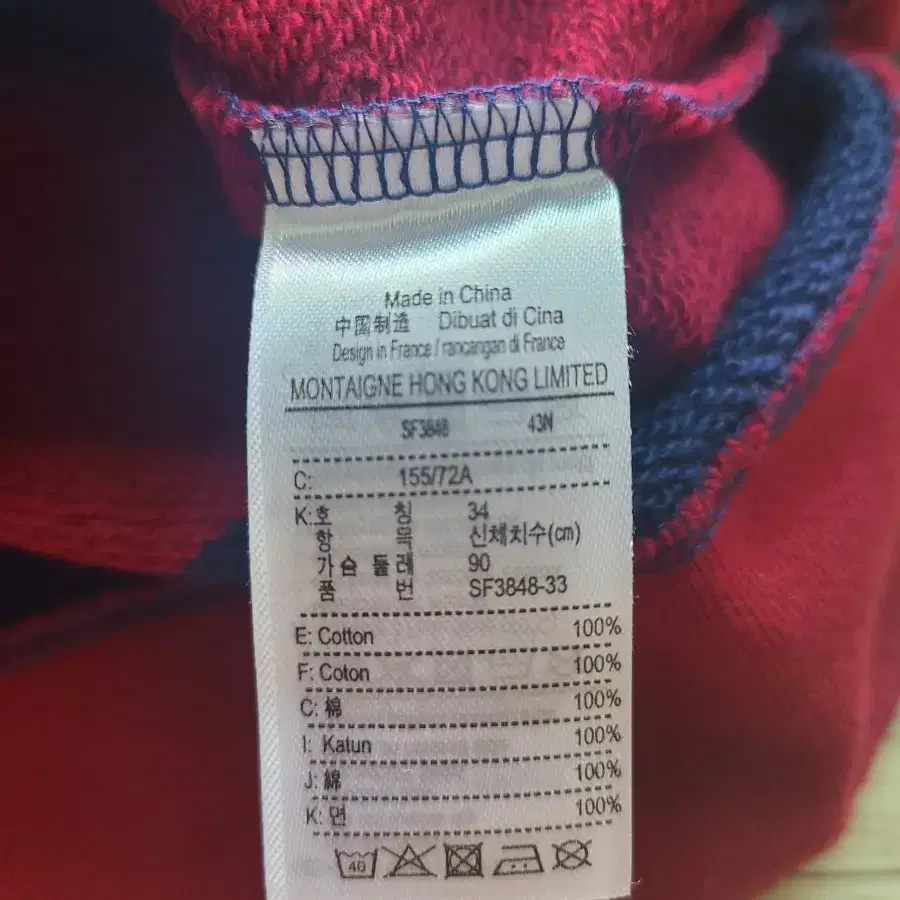 Made in China
中国制造 Dibuat di Cina
Design in France / rancangan di France
MONTAIGNE HONG KONG LIMITED
SF3848 43N
C: 155/72A
K: 호 칭 34
항 목 신체치수(cm)
가슴둘레 90
품 번 SF3848-33
E: Cotton 100%
F: Coton 100%
C: 棉 100%
I: Katun 100%
J: 綿 100%
K: 면 100%
40